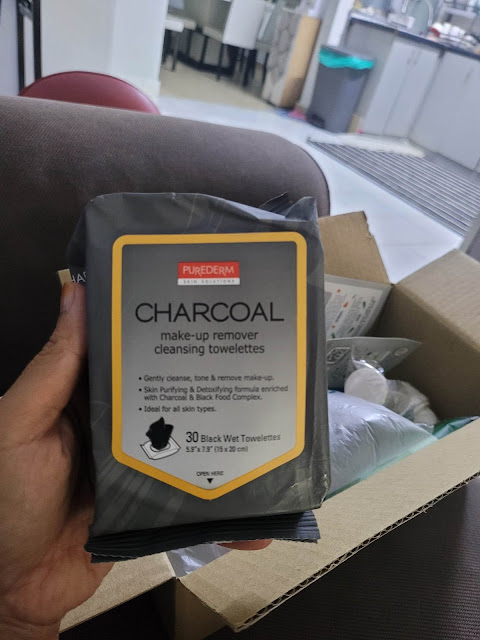 PUREDERM
SKIN SOLUTIONS
CHARCOAL
make-up remover
cleansing towelettes
• Gently cleanse, tone & remove make-up.
• Skin Purifying & Detoxifying formula enriched
with Charcoal & Black Food Complex.
• Ideal for all skin types.
30 Black Wet Towelettes
5.9"x 7.9" (15 x 20 cm)
OPEN HERE